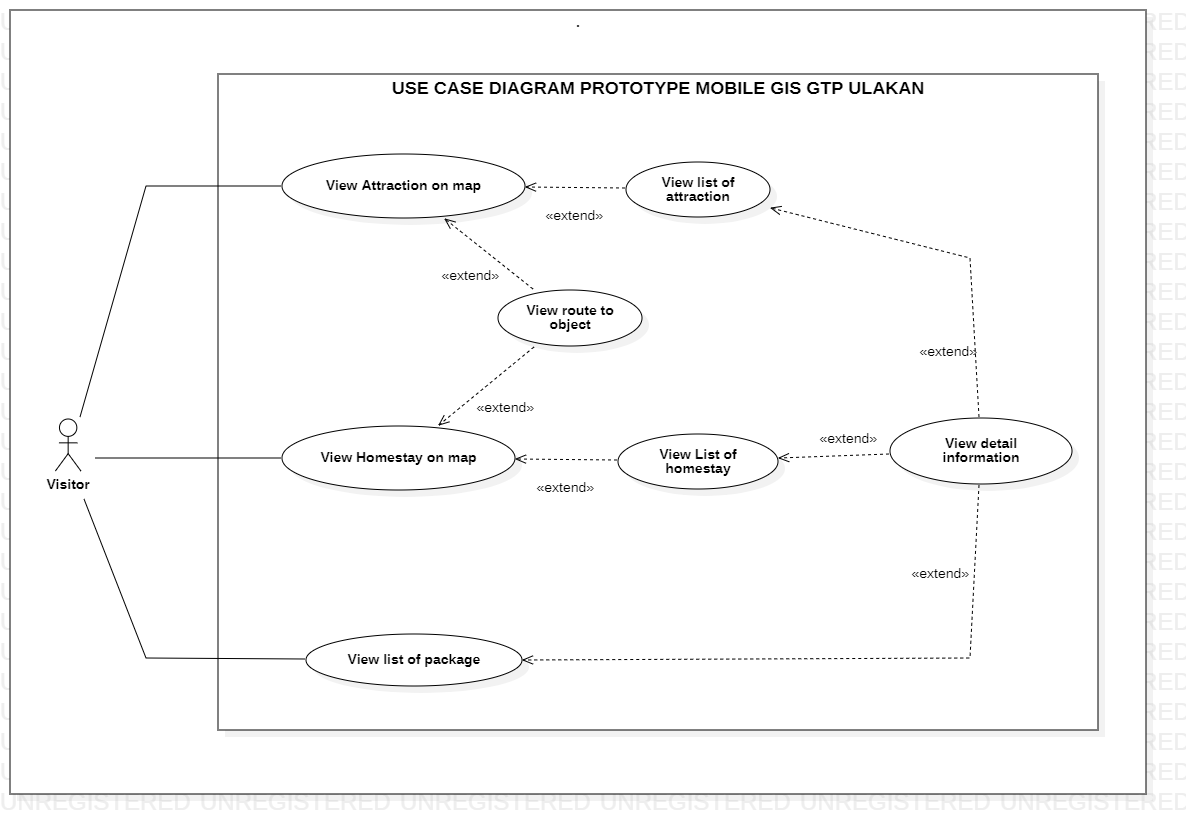 USE CASE DIAGRAM PROTOTYPE MOBILE GIS GTP ULAKAN
View Attraction on map
«extend»
View list of
attraction
«extend»
View route to
object
«extend»
«extend»
Visitor
View Homestay on map
«extend»
View List of
homestay
«extend»
View detail
information
«extend»
View list of package
UNREGISTERED UNREGISTERED UNREGISTERED UNREGISTERED UNREGISTERED UNREGISTERED